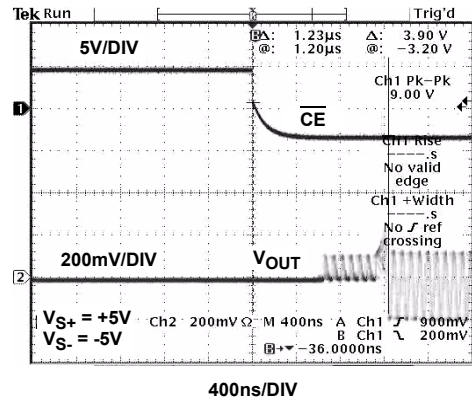 Tek Run
Trig'd
Δ: 1.23µs Δ: 3.90 V
@: 1.20µs @: −3.20 V
5V/DIV
Ch1 Pk−Pk
9.00 V
1
CE
Ch1 Rise
−−−−.s
No valid
edge
Ch1 +Width
−−−−.s
No ƒ ref
crossing
200mV/DIV
VOUT
2
VS+ = +5V
VS- = -5V
Ch2 200mV Ω M 400ns A Ch1 ƒ 900mV
B Ch1 ʅ 200mV
B→▾ −36.0000ns
400ns/DIV